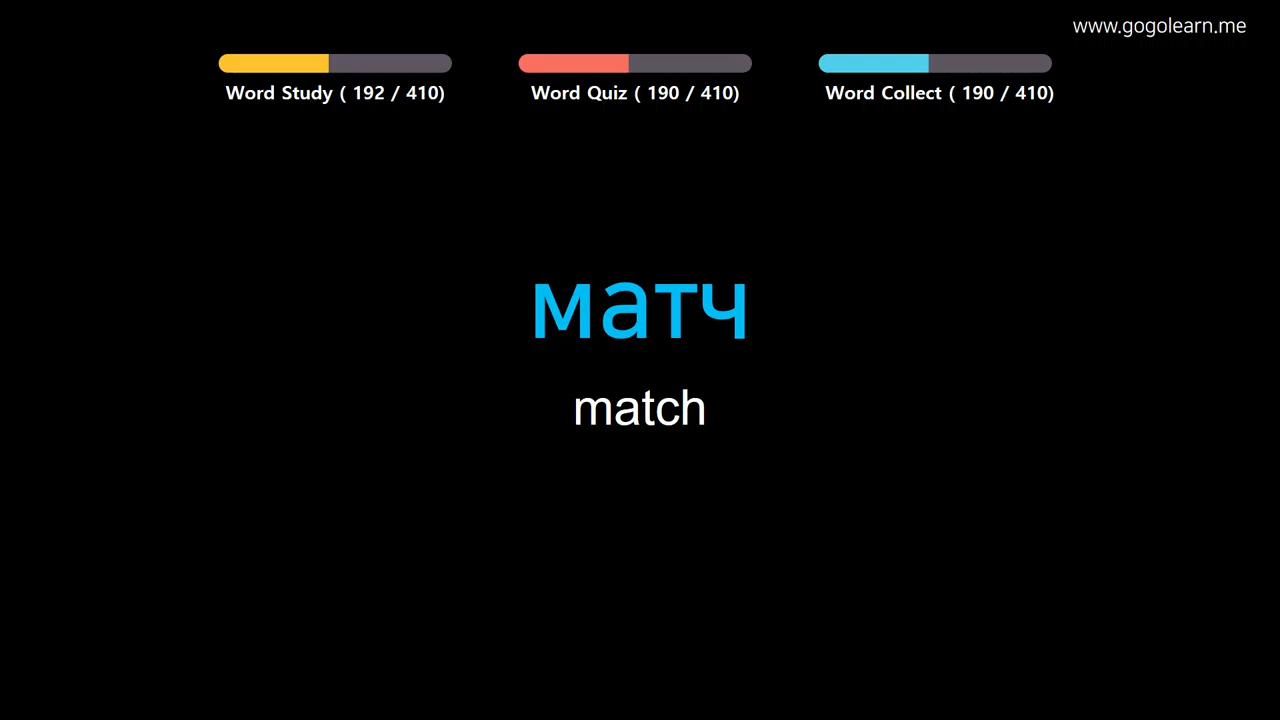 www.gogolearn.me
Word Study ( 192 / 410)
Word Quiz ( 190 / 410)
Word Collect ( 190 / 410)
матч
match